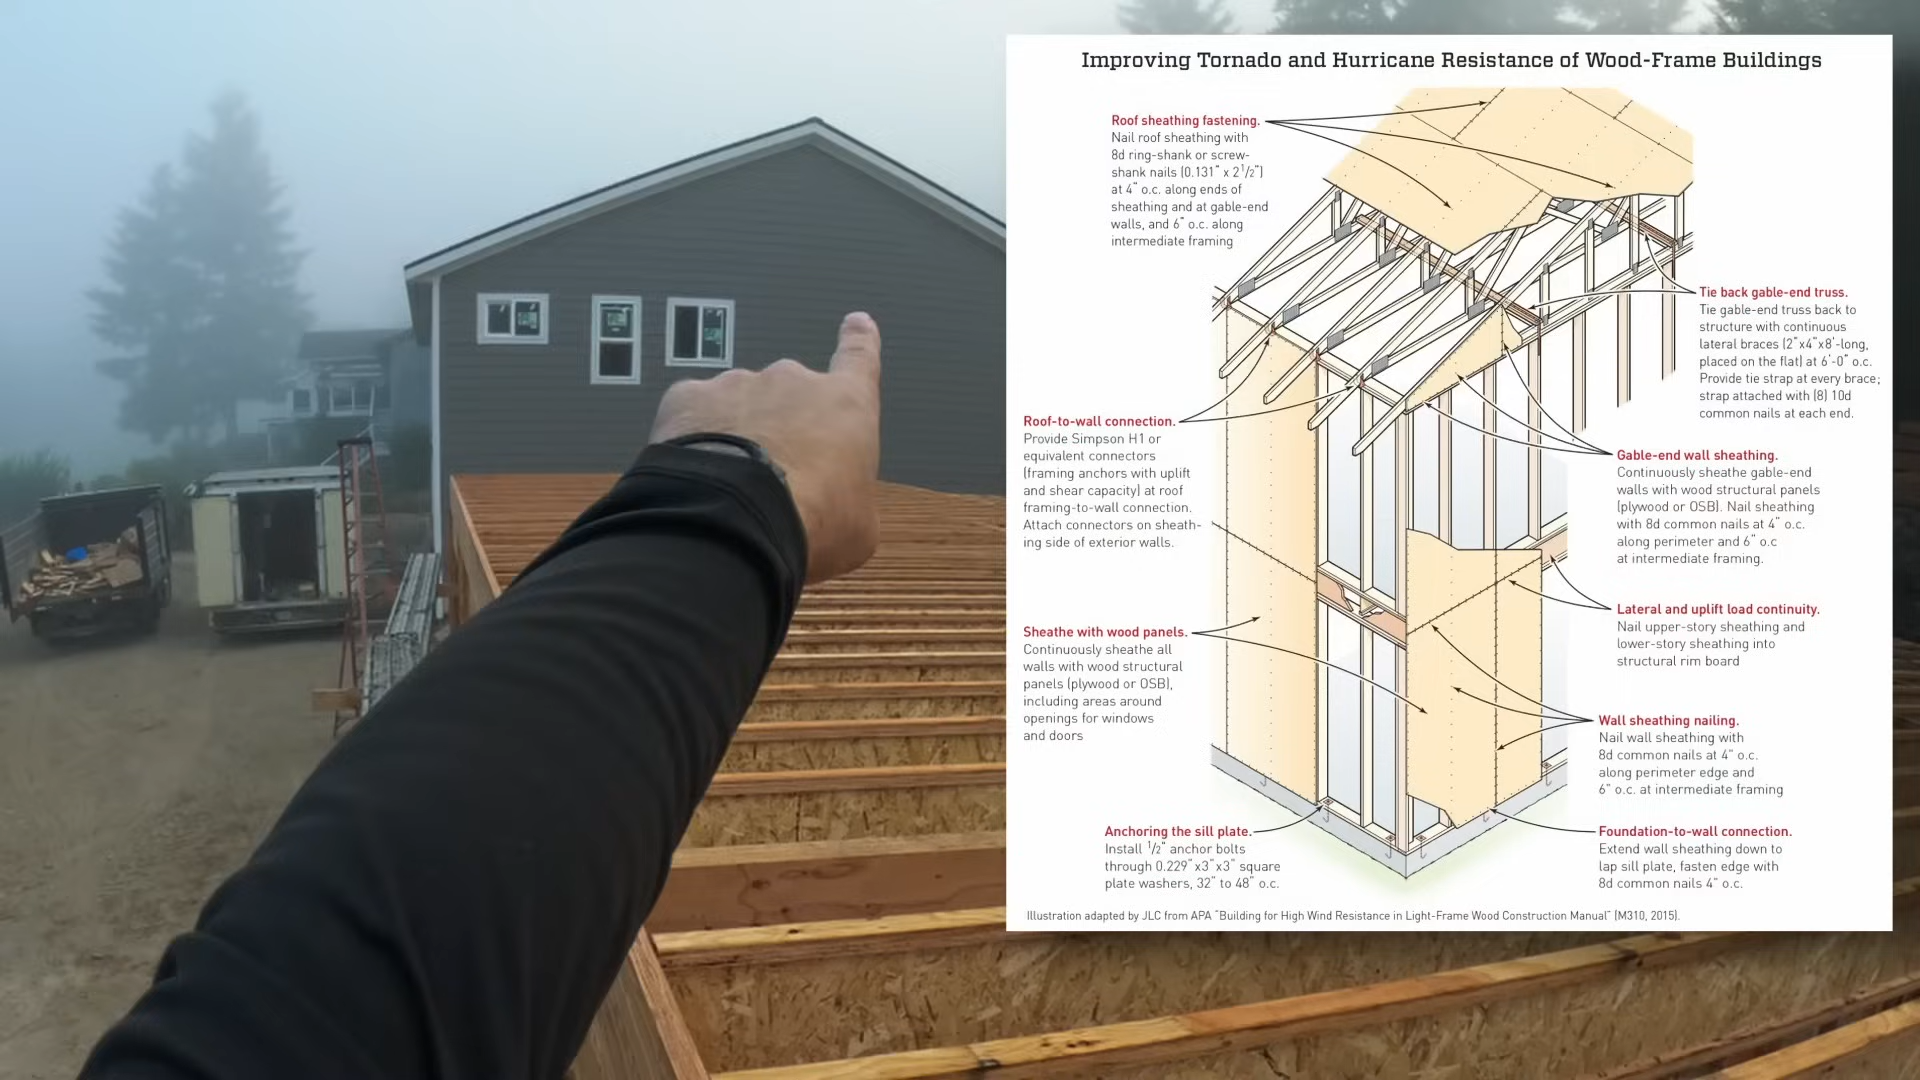 Improving Tornado and Hurricane Resistance of Wood-Frame Buildings
Roof sheathing fastening.
Nail roof sheathing with
8d ring-shank or screw-
shank nails (0.131" x 2 1/2")
at 4" o.c. along ends of
sheathing and at gable-end
walls, and 6" o.c. along
intermediate framing
Tie back gable-end truss.
Tie gable-end truss back to
structure with continuous
lateral braces (2"x4"x8'-long,
placed on the flat) at 6'-0" o.c.
Provide tie strap at every brace;
strap attached with (8) 10d
common nails at each end.
Roof-to-wall connection.
Provide Simpson H1 or
equivalent connectors
(framing anchors with uplift
and shear capacity) at roof
framing-to-wall connection.
Attach connectors on sheath-
ing side of exterior walls.
Gable-end wall sheathing.
Continuously sheathe gable-end
walls with wood structural panels
(plywood or OSB). Nail sheathing
with 8d common nails at 4" o.c.
along perimeter and 6" o.c
at intermediate framing.
Sheathe with wood panels.
Continuously sheathe all
walls with wood structural
panels (plywood or OSB),
including areas around
openings for windows
and doors
Lateral and uplift load continuity.
Nail upper-story sheathing and
lower-story sheathing into
structural rim board
Wall sheathing nailing.
Nail wall sheathing with
8d common nails at 4" o.c.
along perimeter edge and
6" o.c. at intermediate framing
Anchoring the sill plate.
Install 1/2" anchor bolts
through 0.229"x3"x3" square
plate washers, 32" to 48" o.c.
Foundation-to-wall connection.
Extend wall sheathing down to
lap sill plate, fasten edge with
8d common nails 4" o.c.
Illustration adapted by JLC from APA "Building for High Wind Resistance in Light-Frame Wood Construction Manual" (M310, 2015).